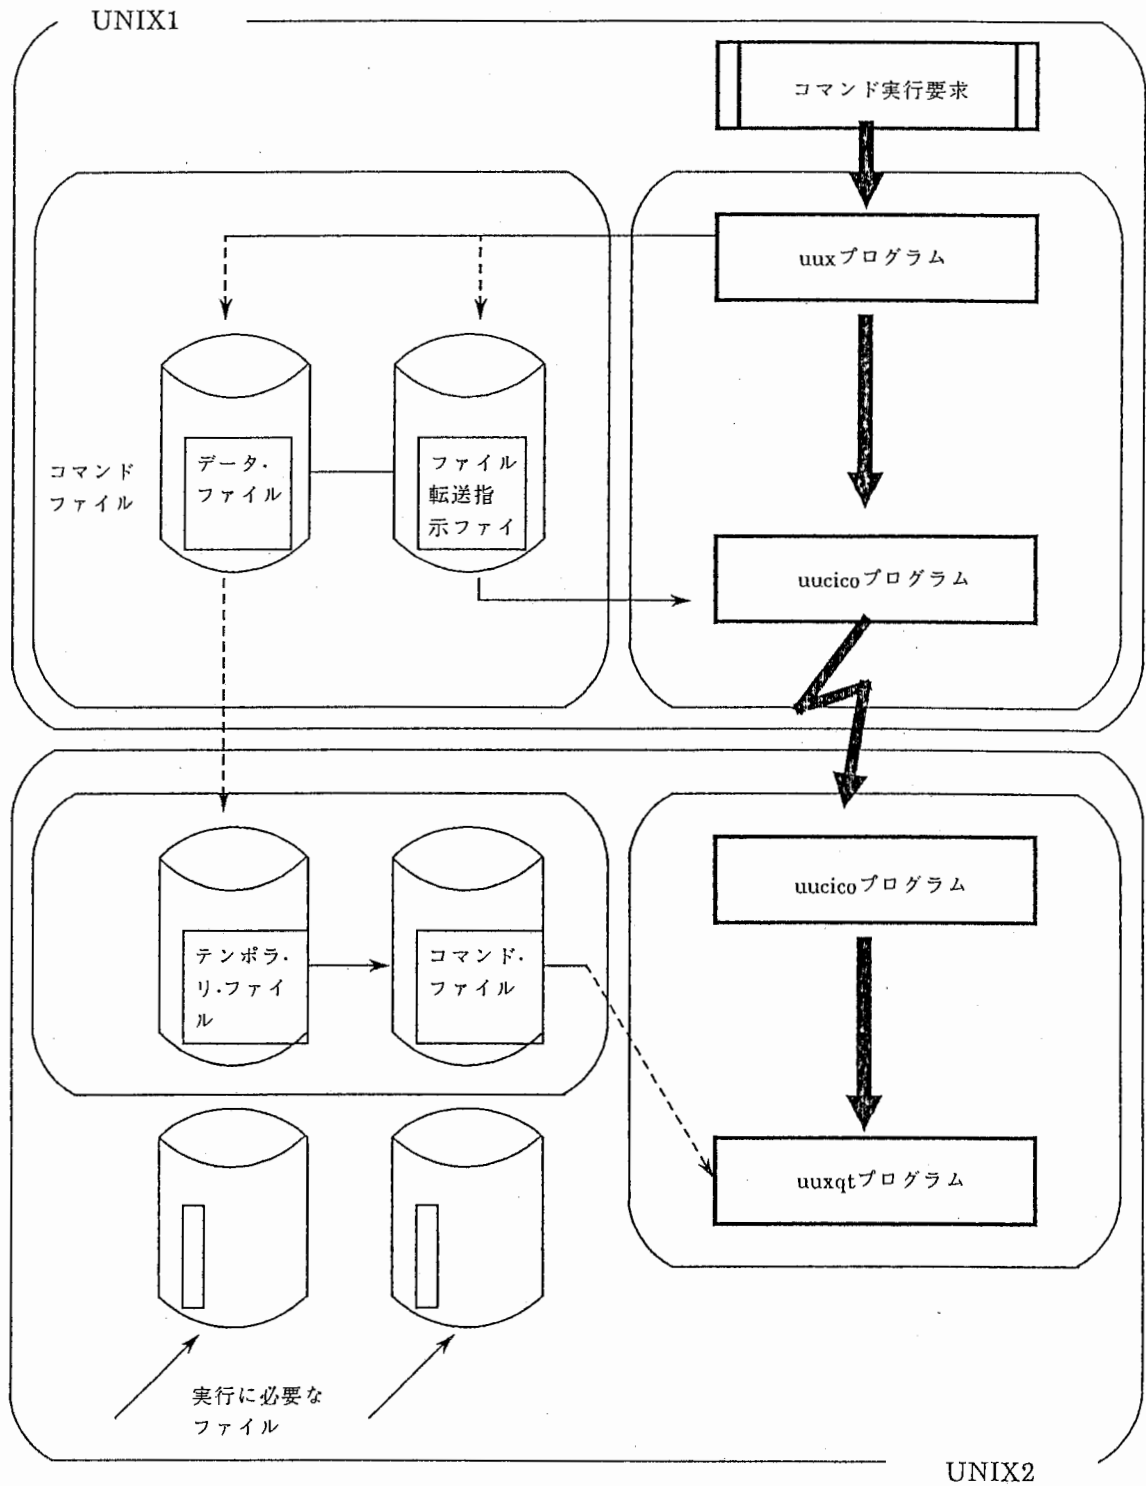 UNIX1
コマンド実行要求
uuxプログラム
コマンド
ファイル
データ・
ファイル
ファイル
転送指
示ファイ
uucicoプログラム
uucicoプログラム
テンポラ・
リ・ファイ
ル
コマンド・
ファイル
uuxqtプログラム
実行に必要な
ファイル
UNIX2